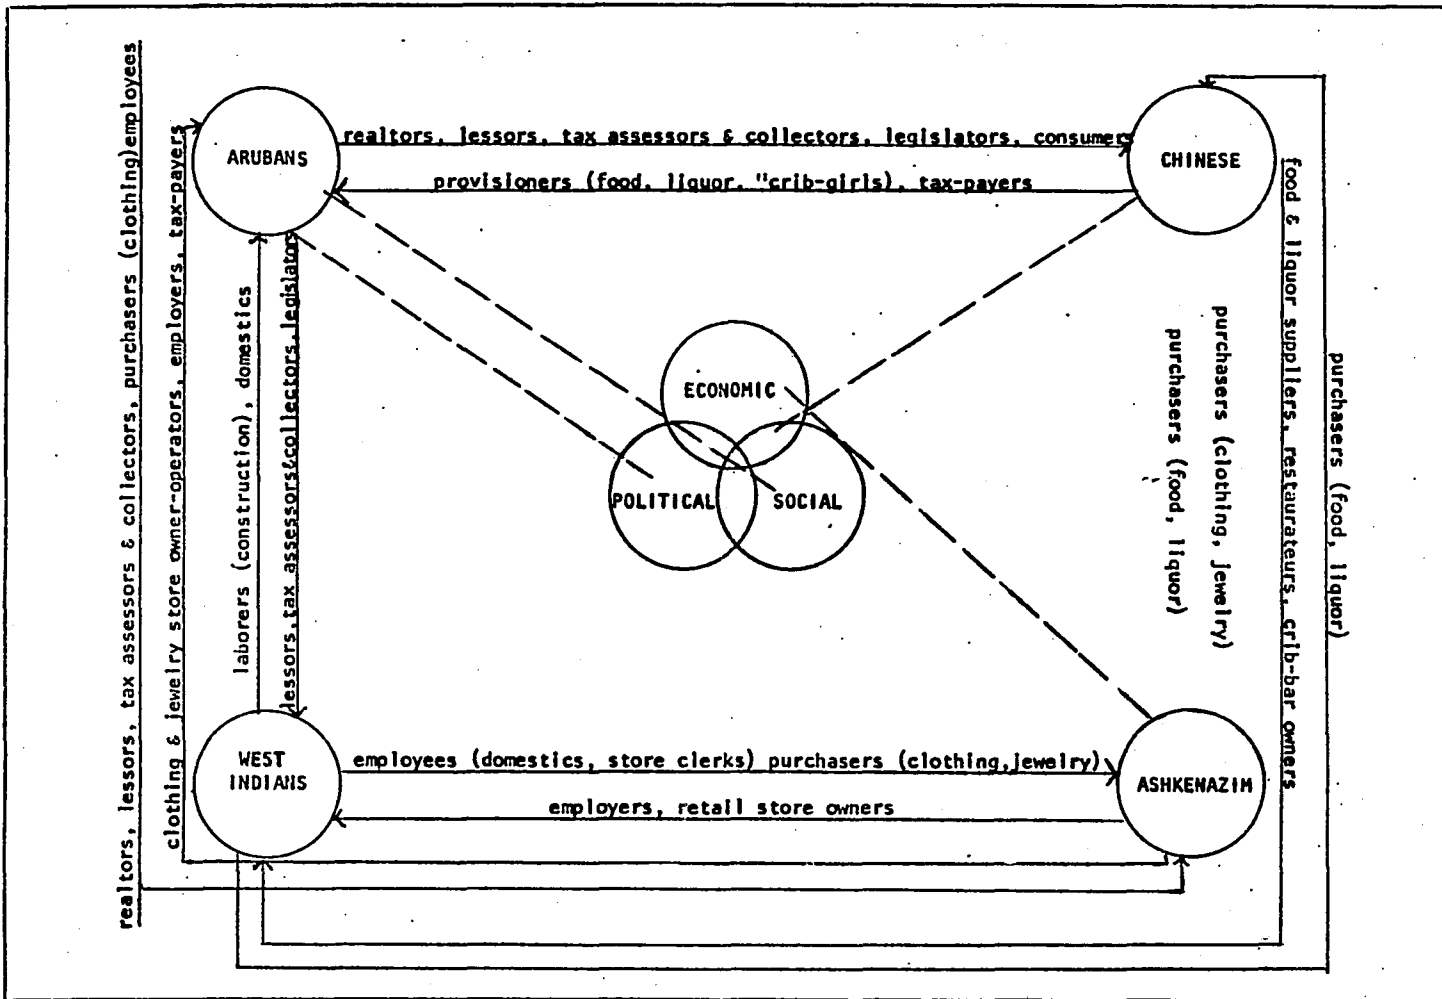 ARUBANS
realtors, lessors, tax assessors & collectors, legislators, consumers
CHINESE
provisioners (food, liquor, "crib-girls), tax-payers
realtors, lessors, tax assessors & collectors, purchasers (clothing)employees
clothing & jewelry store owner-operators, employers, tax-payers
laborers (construction), domestics
lessors,tax assessors&collectors,legislators
ECONOMIC
POLITICAL
SOCIAL
purchasers (food, liquor)
purchasers (clothing, jewelry)
food & liquor suppliers, restaurateurs, crib-bar owners
purchasers (food, liquor)
WEST
INDIANS
employees (domestics, store clerks) purchasers (clothing,jewelry)
employers, retail store owners
ASHKENAZIM